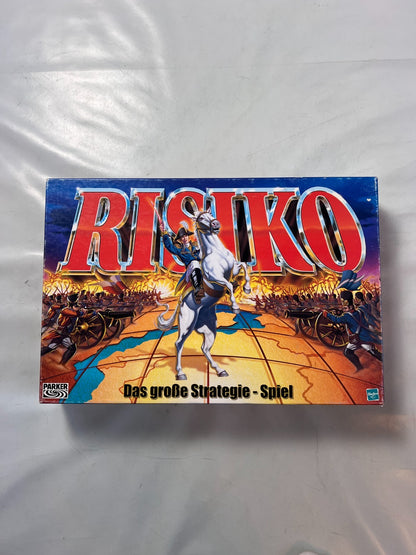 RISIKO
Das große Strategie - Spiel
PARKER